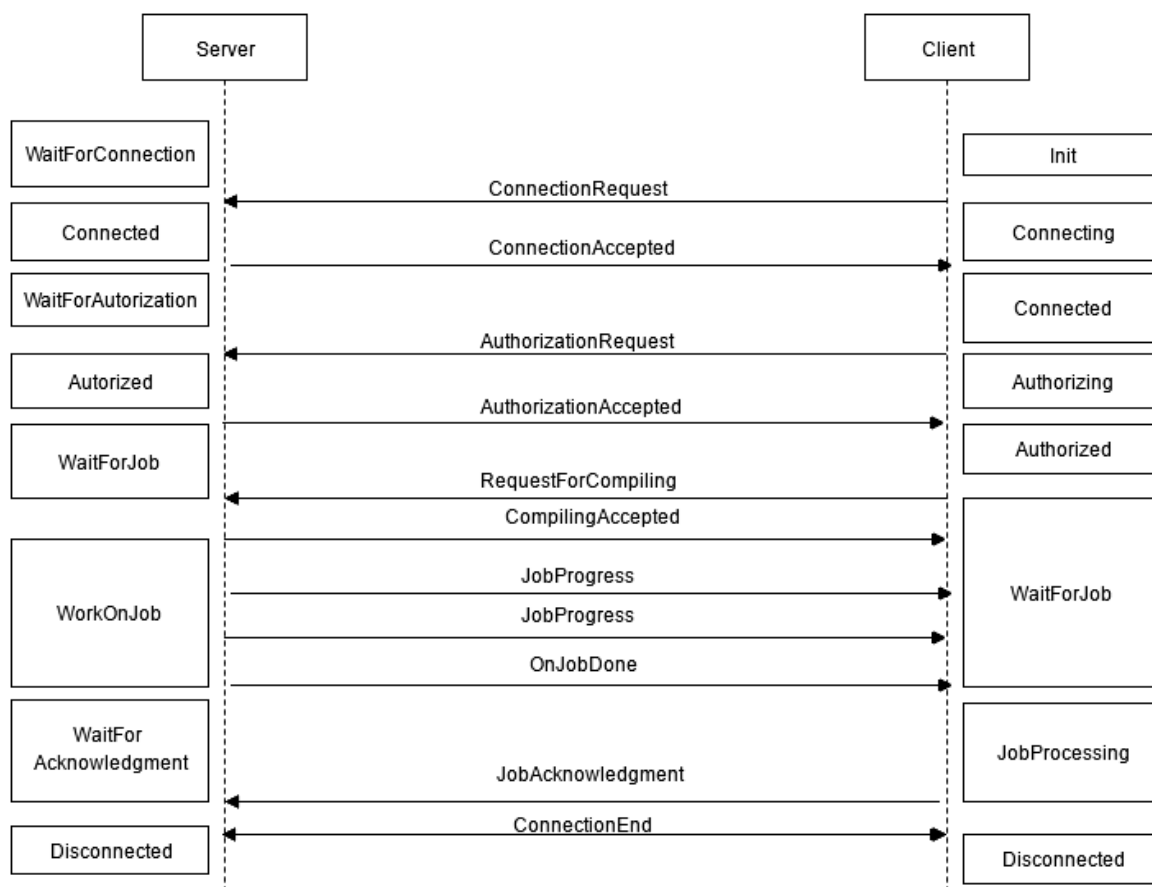 Server
Client
WaitForConnection
Init
ConnectionRequest
Connected
Connecting
ConnectionAccepted
WaitForAutorization
Connected
AuthorizationRequest
Autorized
Authorizing
AuthorizationAccepted
WaitForJob
Authorized
RequestForCompiling
CompilingAccepted
JobProgress
WorkOnJob
WaitForJob
JobProgress
OnJobDone
WaitFor
Acknowledgment
JobProcessing
JobAcknowledgment
ConnectionEnd
Disconnected
Disconnected